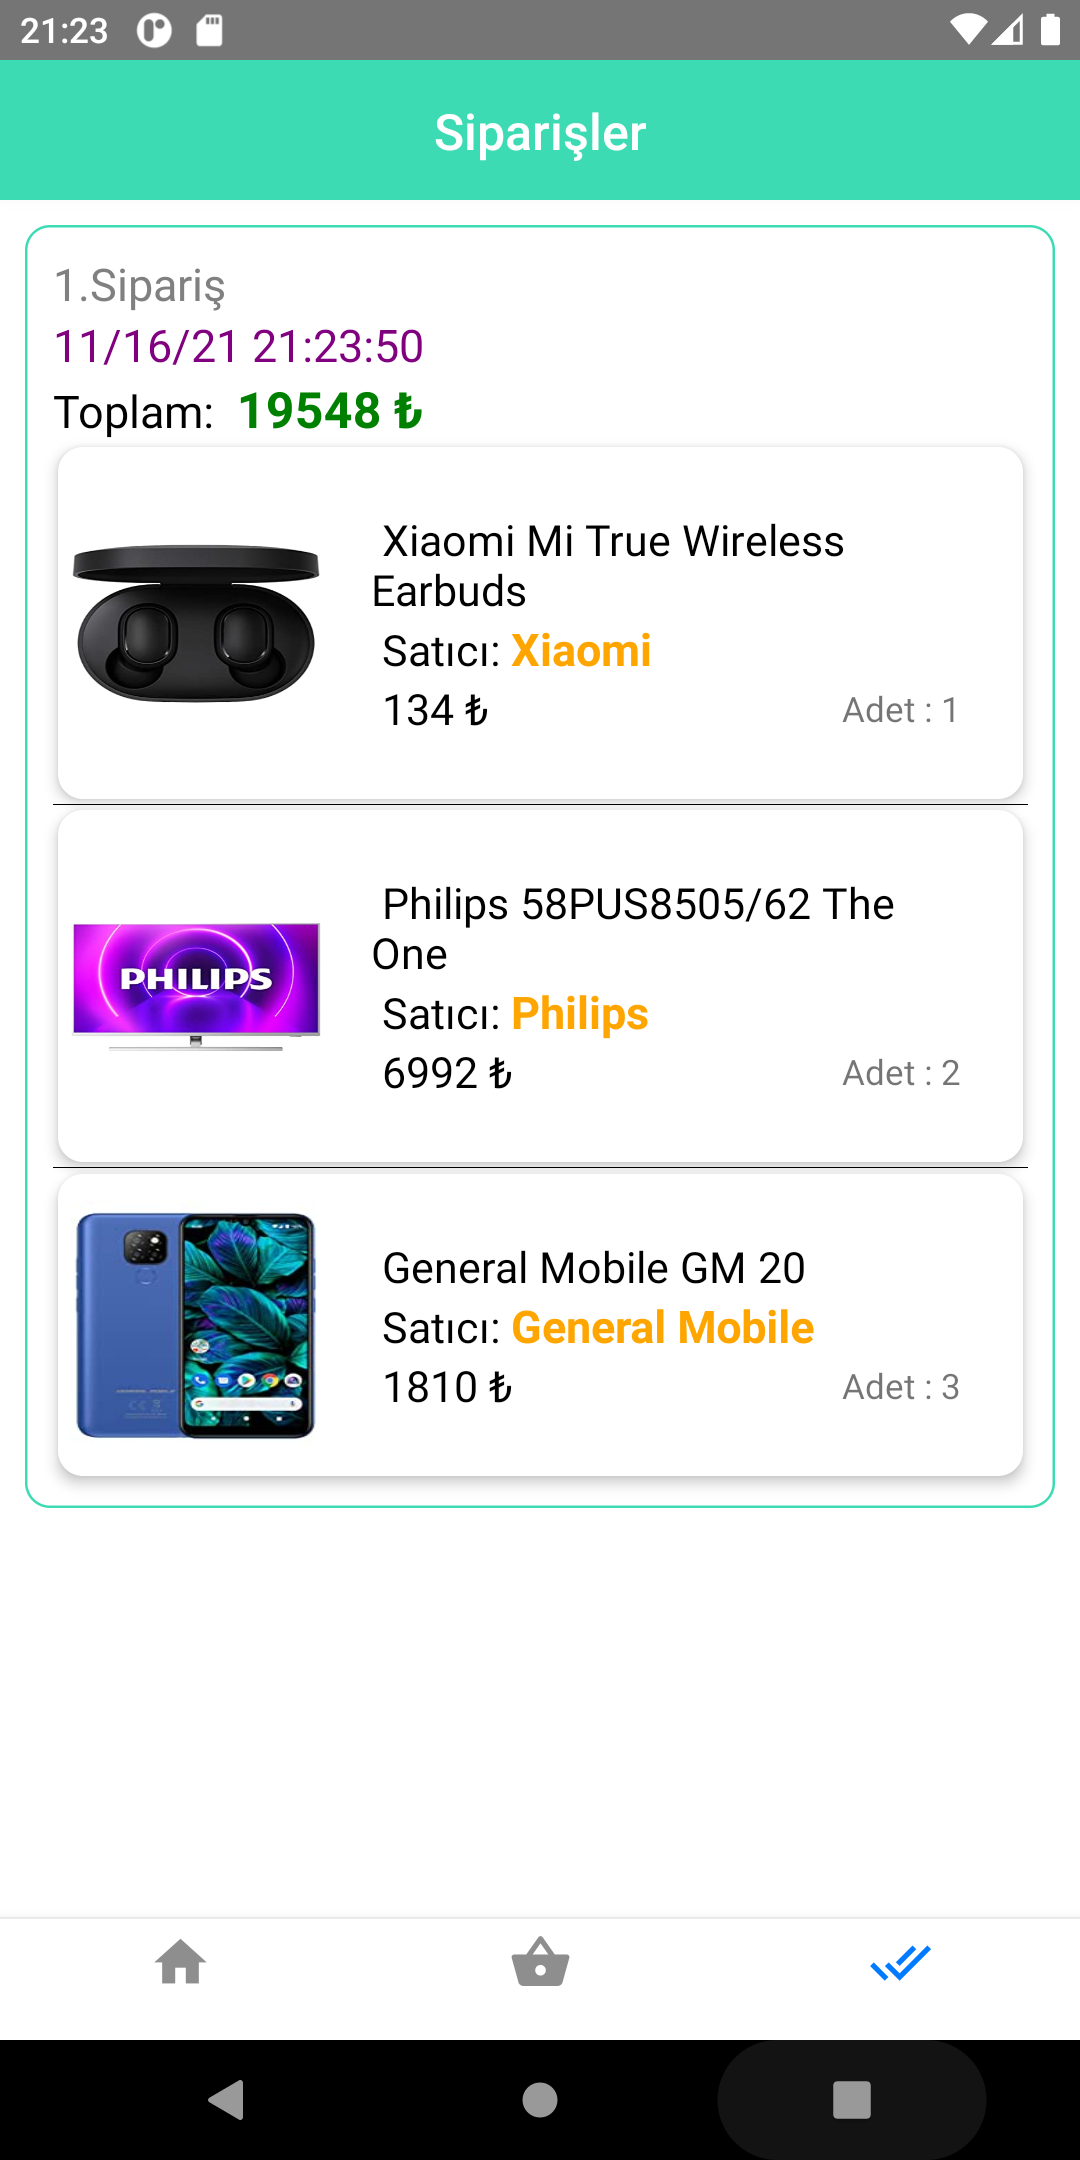 21:23
Siparişler
1.Sipariş
11/16/21 21:23:50
Toplam: 19548 ₺
Xiaomi Mi True Wireless
Earbuds
Satıcı: Xiaomi
134 ₺ Adet : 1
PHILIPS
Philips 58PUS8505/62 The
One
Satıcı: Philips
6992 ₺ Adet : 2
General Mobile GM 20
Satıcı: General Mobile
1810 ₺ Adet : 3